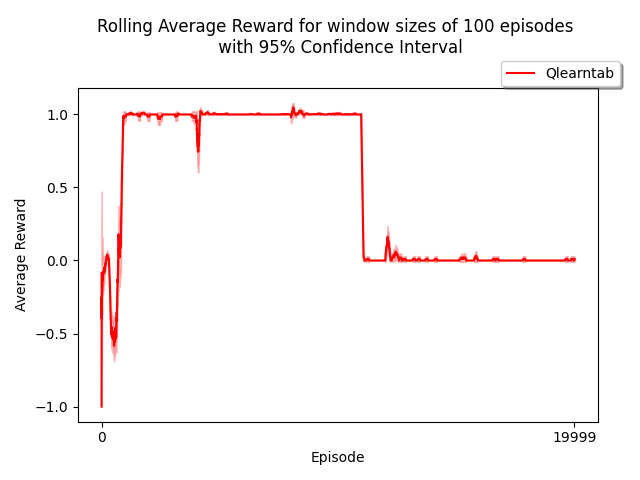 Rolling Average Reward for window sizes of 100 episodes
with 95% Confidence Interval
Qlearntab
1.0
0.5
0.0
−0.5
−1.0
Average Reward
0
19999
Episode